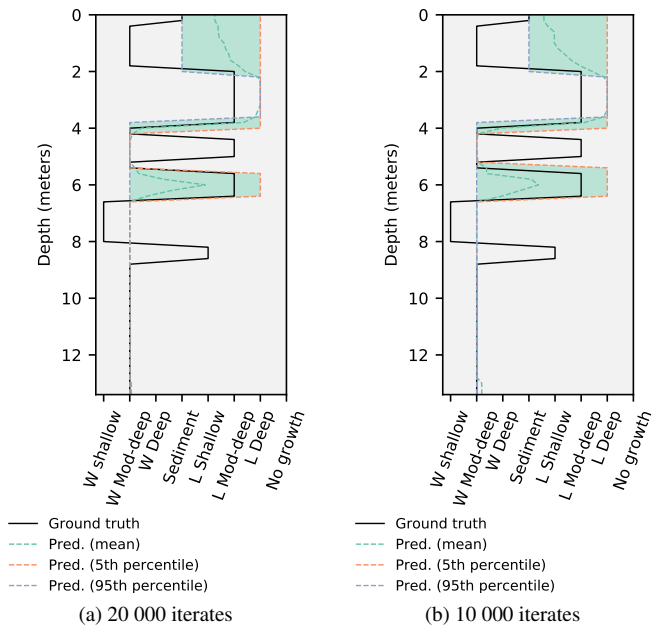 0
2
4
6
8
10
12
Depth (meters)
W shallow
W Mod-deep
W Deep
Sediment
L Shallow
L Mod-deep
L Deep
No growth
Ground truth
Pred. (mean)
Pred. (5th percentile)
Pred. (95th percentile)
(a) 20 000 iterates
0
2
4
6
8
10
12
Depth (meters)
W shallow
W Mod-deep
W Deep
Sediment
L Shallow
L Mod-deep
L Deep
No growth
Ground truth
Pred. (mean)
Pred. (5th percentile)
Pred. (95th percentile)
(b) 10 000 iterates